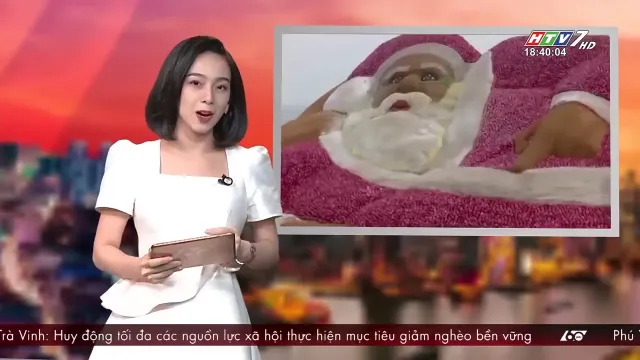 HTV7 HD
18:40:04
Trà Vinh: Huy động tối đa các nguồn lực xã hội thực hiện mục tiêu giảm nghèo bền vững 60 Phú